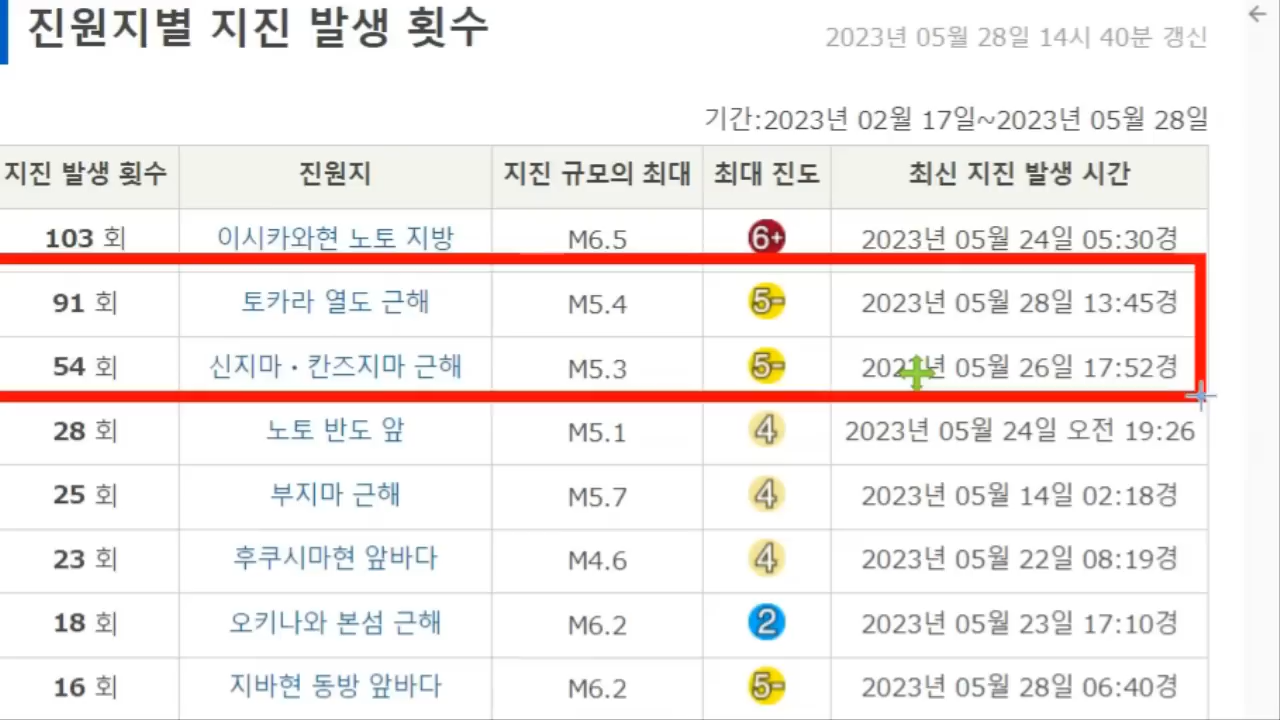 진원지별 지진 발생 횟수
2023년 05월 28일 14시 40분 갱신
기간:2023년 02월 17일~2023년 05월 28일
지진 발생 횟수 진원지 지진 규모의 최대 최대 진도 최신 지진 발생 시간
103 회 이시카와현 노토 지방 M6.5 6+ 2023년 05월 24일 05:30경
91 회 토카라 열도 근해 M5.4 5- 2023년 05월 28일 13:45경
54 회 신지마・칸즈지마 근해 M5.3 5- 2023년 05월 26일 17:52경
28 회 노토 반도 앞 M5.1 4 2023년 05월 24일 오전 19:26
25 회 부지마 근해 M5.7 4 2023년 05월 14일 02:18경
23 회 후쿠시마현 앞바다 M4.6 4 2023년 05월 22일 08:19경
18 회 오키나와 본섬 근해 M6.2 2 2023년 05월 23일 17:10경
16 회 지바현 동방 앞바다 M6.2 5- 2023년 05월 28일 06:40경